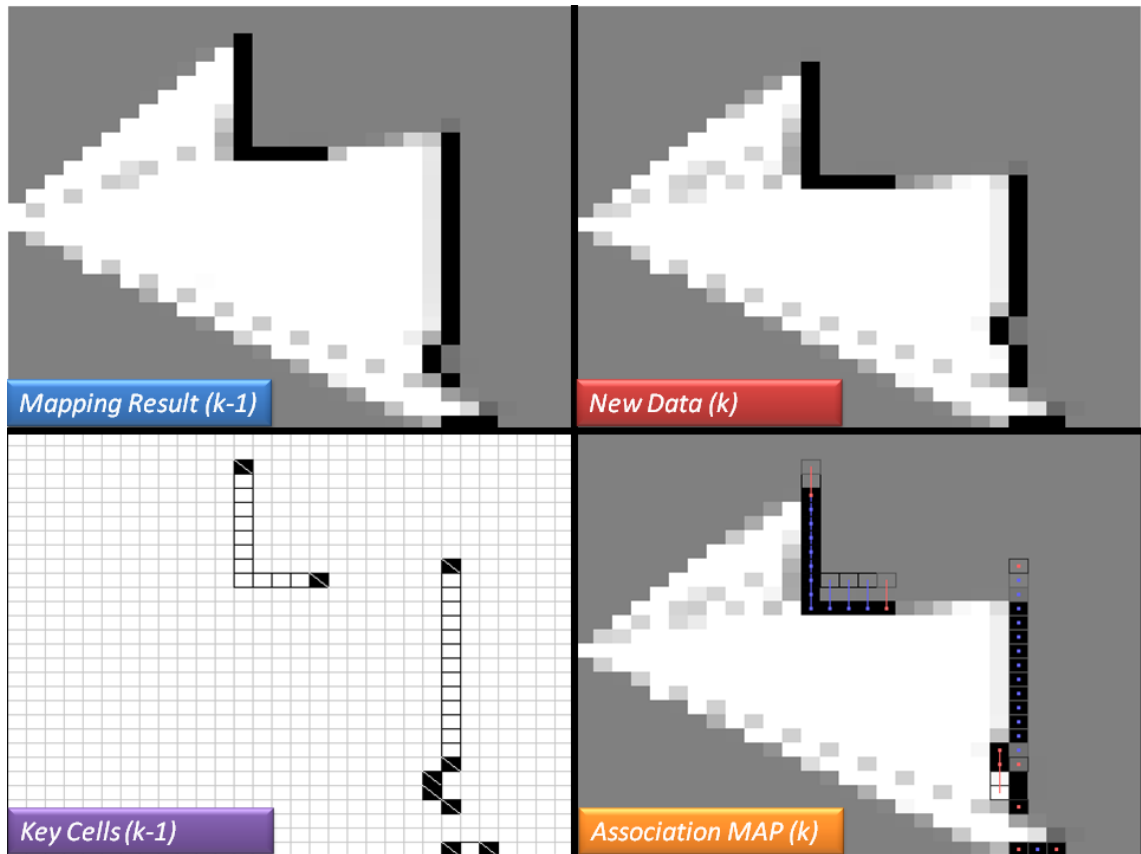 Mapping Result (k-1)
New Data (k)
Key Cells (k-1)
Association MAP (k)